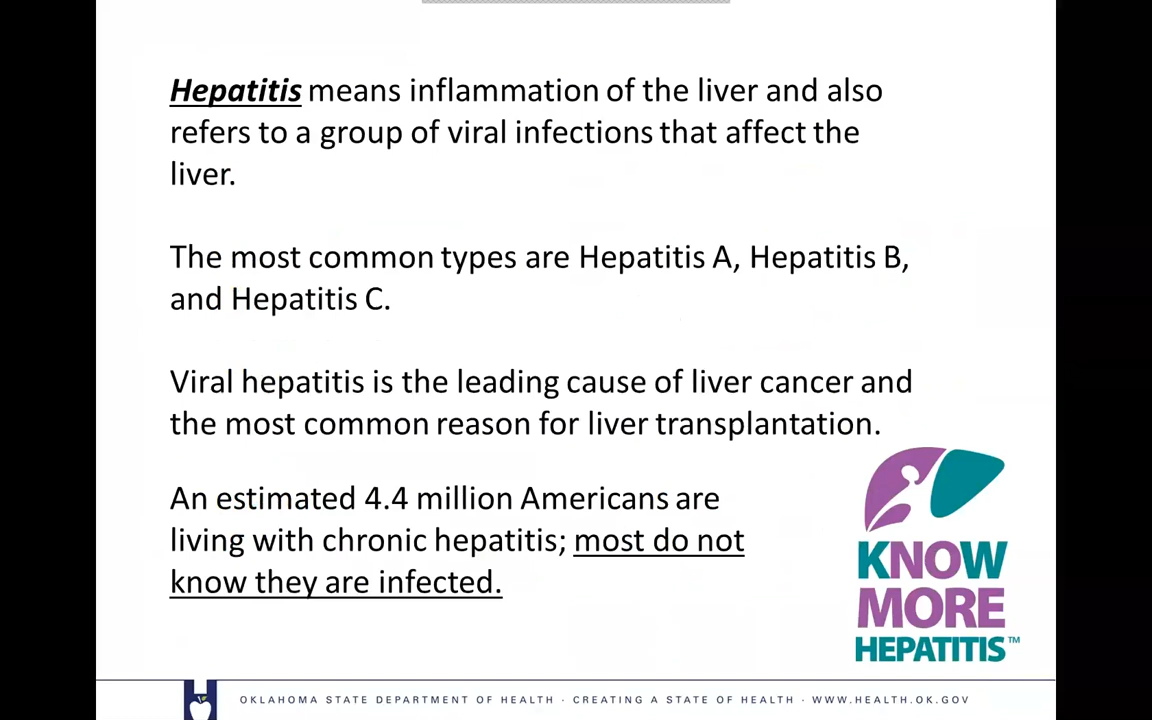 Hepatitis means inflammation of the liver and also
refers to a group of viral infections that affect the
liver.
The most common types are Hepatitis A, Hepatitis B,
and Hepatitis C.
Viral hepatitis is the leading cause of liver cancer and
the most common reason for liver transplantation.
An estimated 4.4 million Americans are
living with chronic hepatitis; most do not
know they are infected.
KNOW
MORE
HEPATITIS™
OKLAHOMA STATE DEPARTMENT OF HEALTH · CREATING A STATE OF HEALTH · WWW.HEALTH.OK.GOV